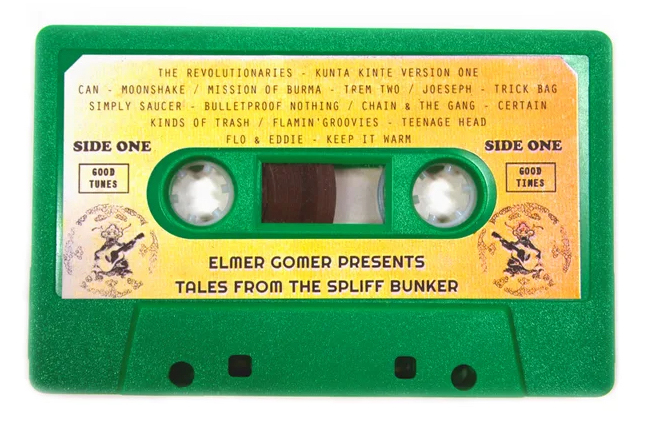 THE REVOLUTIONARIES - KUNTA KINTE VERSION ONE
CAN - MOONSHAKE / MISSION OF BURMA - TREM TWO / JOESEPH - TRICK BAG
SIMPLY SAUCER - BULLETPROOF NOTHING / CHAIN & THE GANG - CERTAIN
KINDS OF TRASH / FLAMIN'GROOVIES - TEENAGE HEAD
FLO & EDDIE - KEEP IT WARM
SIDE ONE
SIDE ONE
GOOD
TUNES
GOOD
TIMES
ELMER GOMER PRESENTS
TALES FROM THE SPLIFF BUNKER